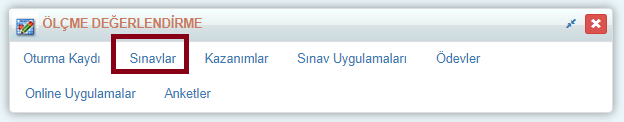 ÖLÇME DEĞERLENDİRME
Oturma Kaydı Sınavlar Kazanımlar Sınav Uygulamaları Ödevler
Online Uygulamalar Anketler